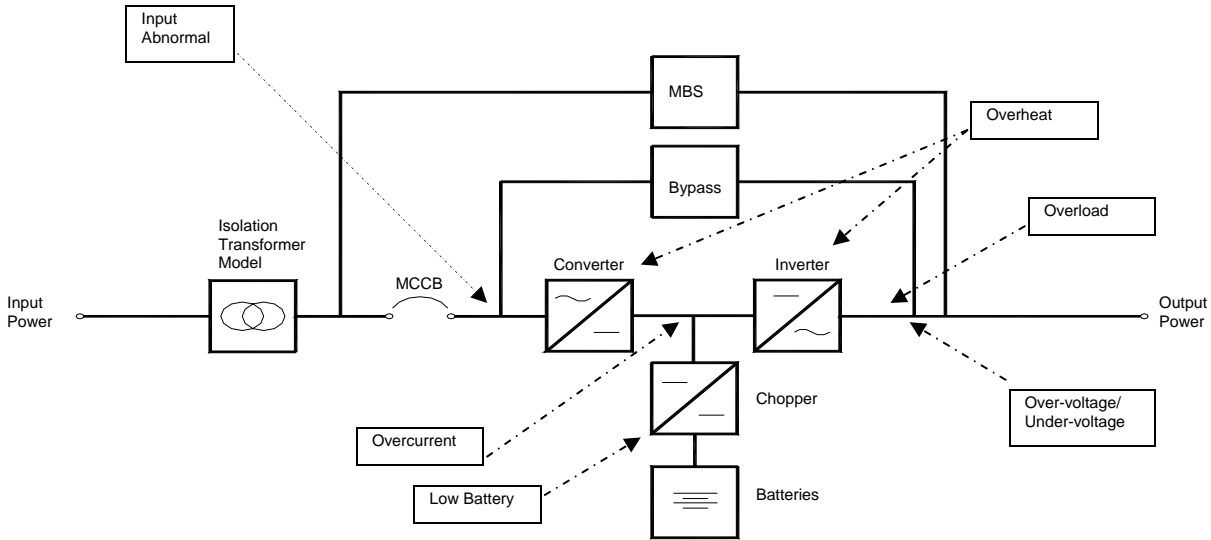 Input
Abnormal
MBS
Overheat
Bypass
Overload
Isolation
Transformer
Model
Converter
Inverter
MCCB
Input
Power
Output
Power
Chopper
Over-voltage/
Under-voltage
Overcurrent
Low Battery
Batteries